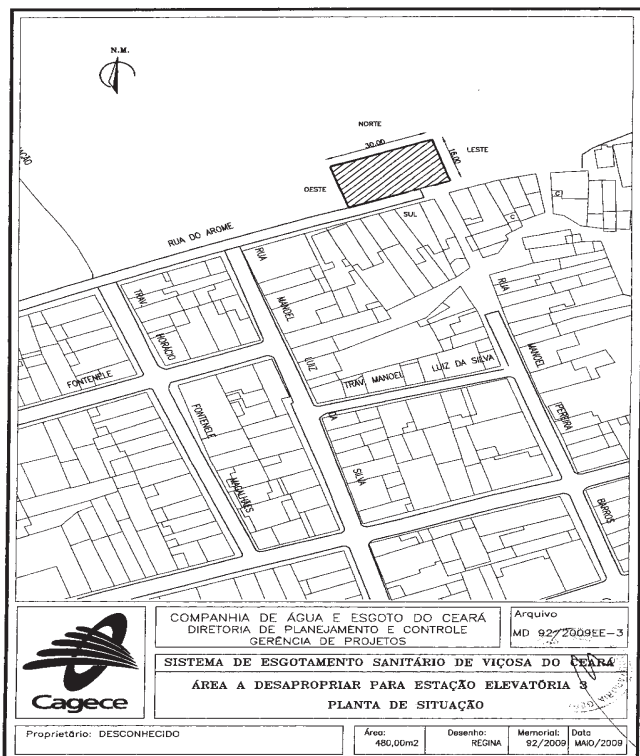 N.M.
NORTE
30.00
16.00
LESTE
OESTE
SUL
RUA DO AROME
RUA
MANOEL
LUIZ
DA
SILVA
TRAV.
HORÁCIO
FONTENELE
FONTENELE
MAGALHÃES
TRAV. MANOEL LUIZ DA SILVA
RUA
MANOEL
PEREIRA
BARROS
C
C
Cagece
COMPANHIA DE ÁGUA E ESGOTO DO CEARÁ
DIRETORIA DE PLANEJAMENTO E CONTROLE
GERÊNCIA DE PROJETOS
Arquivo
MD 92/2009EE-3
SISTEMA DE ESGOTAMENTO SANITÁRIO DE VIÇOSA DO CEARÁ
ÁREA A DESAPROPRIAR PARA ESTAÇÃO ELEVATÓRIA 3
PLANTA DE SITUAÇÃO
Proprietário: DESCONHECIDO
Área:
480,00m2
Desenho:
REGINA
Memorial:
92/2009
Data
MAIO/2009